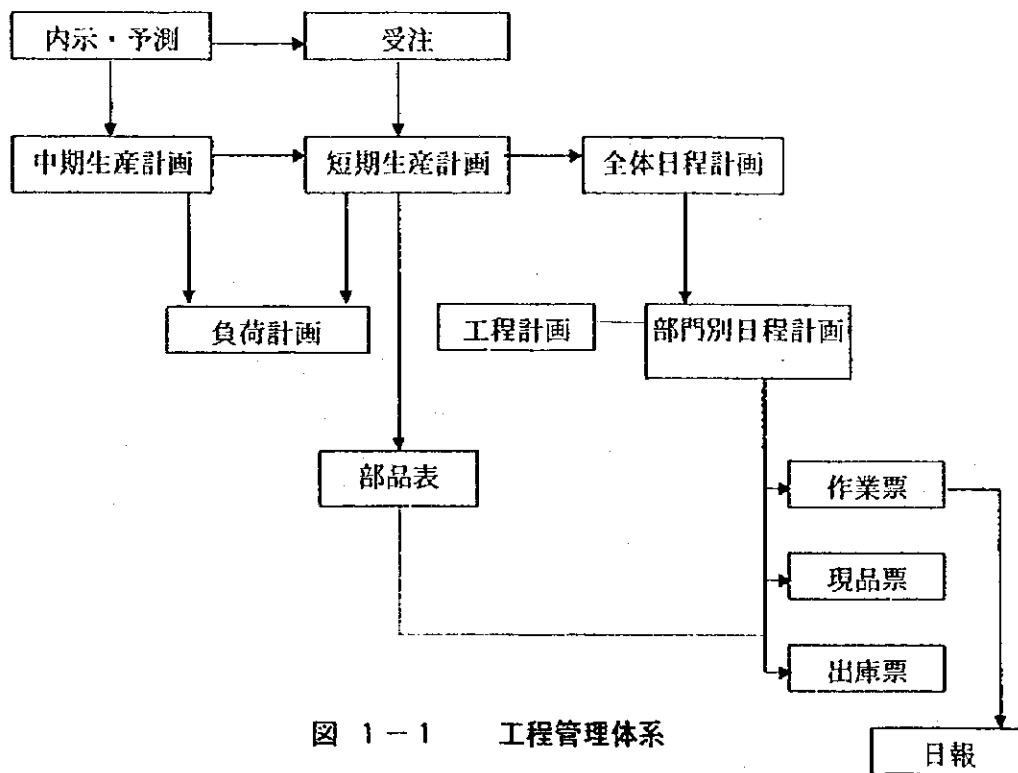 内示・予測
受注
中期生産計画
短期生産計画
全体日程計画
負荷計画
工程計画
部門別日程計画
部品表
作業票
現品票
出庫票
図 1－1 工程管理体系
日報